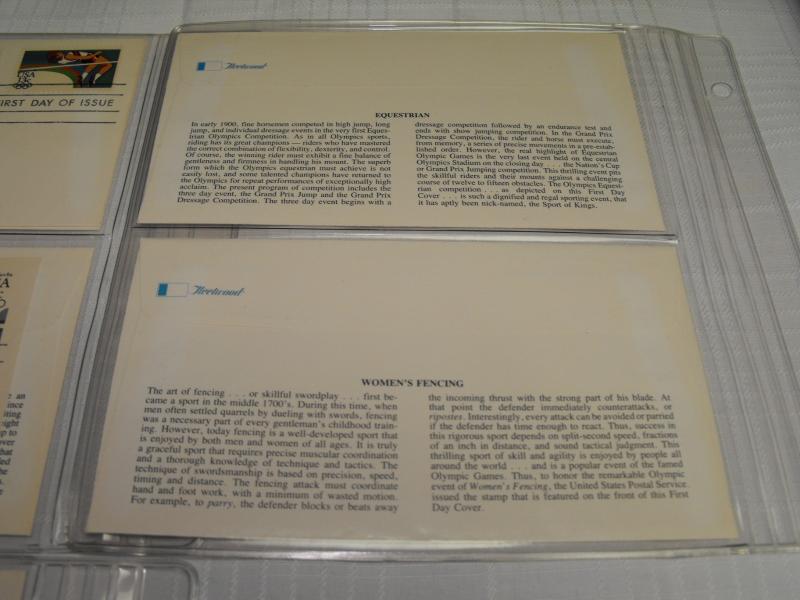 USA
13c
FIRST DAY OF ISSUE
Fleetwood
EQUESTRIAN
In early 1900, fine horsemen competed in high jump, long
jump, and individual dressage events in the very first Eques-
trian Olympics Competition. As in all Olympics sports,
riding has its great champions — riders who have mastered
the correct combination of flexibility, dexterity, and control.
Of course, the winning rider must exhibit a fine balance of
gentleness and firmness in handling his mount. The superb
form which the Olympics equestrian must achieve is not
easily lost, and some talented champions have returned to
the Olympics for repeat performances of exceptionally high
acclaim. The present program of competition includes the
three day event, the Grand Prix Jump and the Grand Prix
Dressage Competition. The three day event begins with a
dressage competition followed by an endurance test and
ends with show jumping competition. In the Grand Prix
Dressage Competition, the rider and horse must execute,
from memory, a series of precise movements in a pre-estab-
lished order. However, the real highlight of Equestrian
Olympic Games is the very last event held on the central
Olympics Stadium on the closing day . . . the Nation's Cup
or Grand Prix Jumping competition. This thrilling event pits
the skillful riders and their mounts against a challenging
course of twelve to fifteen obstacles. The Olympics Equest-
rian competition . . . as depicted on this First Day
Cover . . . is such a dignified and regal sporting event, that
it has aptly been nick-named, the Sport of Kings.
Fleetwood
WOMEN'S FENCING
The art of fencing . . . or skillful swordplay . . . first be-
came a sport in the middle 1700's. During this time, when
men often settled quarrels by dueling with swords, fencing
was a necessary part of every gentleman's childhood train-
ing. However, today fencing is a well-developed sport that
is enjoyed by both men and women of all ages. It is truly
a graceful sport that requires precise muscular coordination
and a thorough knowledge of technique and tactics. The
technique of swordsmanship is based on precision, speed,
timing and distance. The fencing attack must coordinate
hand and foot work, with a minimum of wasted motion.
For example, to parry, the defender blocks or beats away
the incoming thrust with the strong part of his blade. At
that point the defender immediately counterattacks, or
ripostes. Interestingly, every attack can be avoided or parried
if the defender has time enough to react. Thus, success in
this rigorous sport depends on split-second speed, fractions
of an inch in distance, and sound tactical judgment. This
thrilling sport of skill and agility is enjoyed by people all
around the world . . . and is a popular event of the famed
Olympic Games. Thus, to honor the remarkable Olympic
event of Women's Fencing, the United States Postal Service
issued the stamp that is featured on the front of this First
Day Cover.